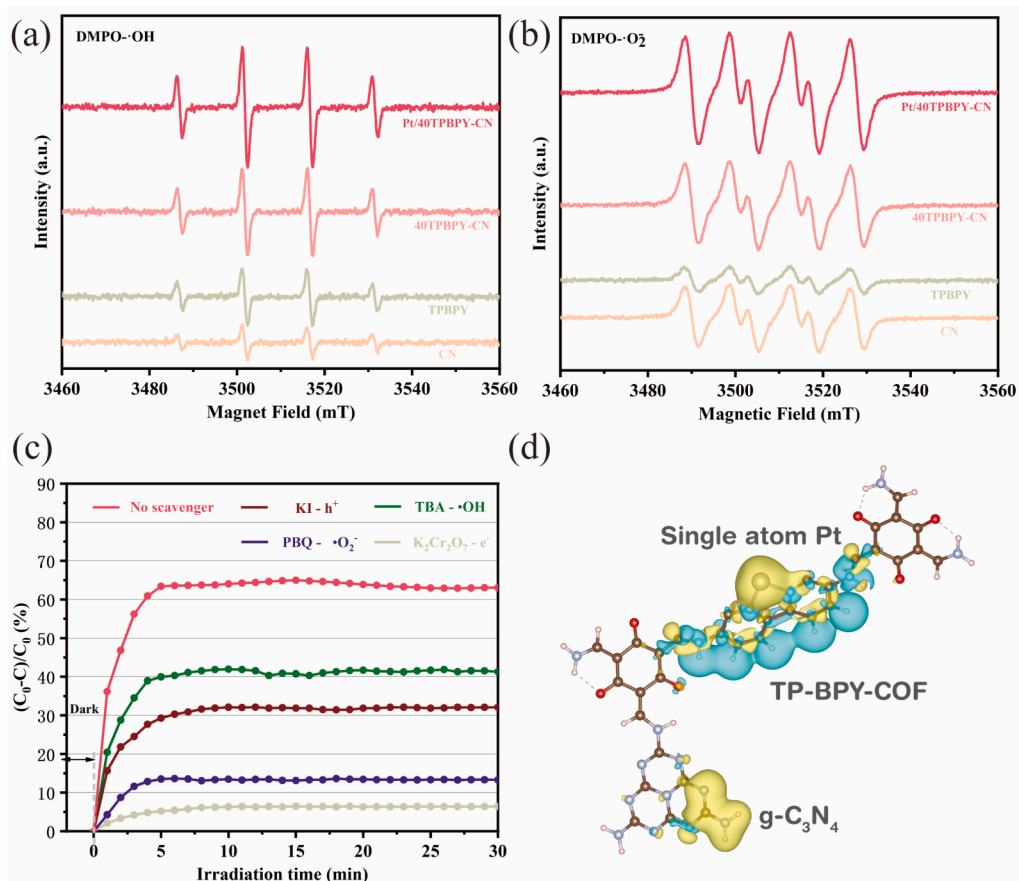 (a)
DMPO-·OH
Pt/40TPBPY-CN
40TPBPY-CN
TPBPY
CN
Intensity (a.u.)
3460 3480 3500 3520 3540 3560
Magnet Field (mT)
(b)
DMPO-·O₂⁻
Pt/40TPBPY-CN
40TPBPY-CN
TPBPY
CN
Intensity (a.u.)
3460 3480 3500 3520 3540 3560
Magnetic Field (mT)
(c)
90
80
70
60
50
40
30
20
10
0
(C₀-C)/C₀ (%)
No scavenger
KI - h⁺
TBA - •OH
PBQ - •O₂⁻
K₂Cr₂O₇ - e⁻
Dark
0 5 10 15 20 25 30
Irradiation time (min)
(d)
Single atom Pt
TP-BPY-COF
g-C₃N₄